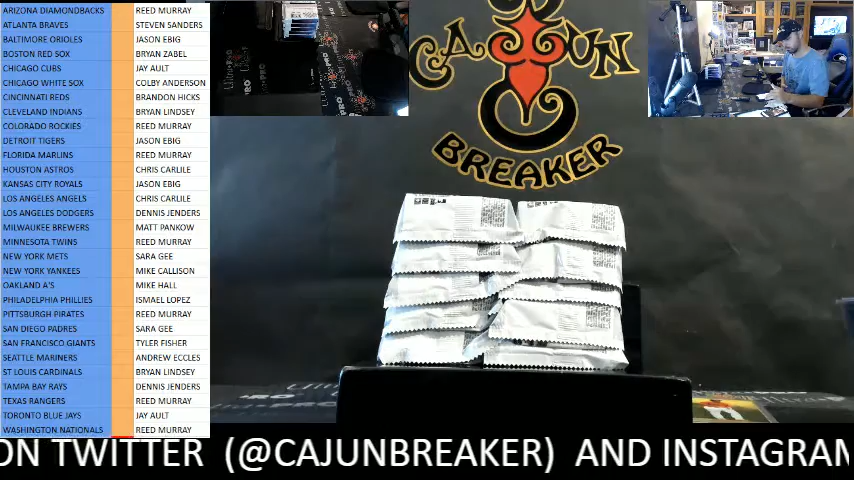 ARIZONA DIAMONDBACKS REED MURRAY
ATLANTA BRAVES STEVEN SANDERS
BALTIMORE ORIOLES JASON EBIG
BOSTON RED SOX BRYAN ZABEL
CHICAGO CUBS JAY AULT
CHICAGO WHITE SOX COLBY ANDERSON
CINCINNATI REDS BRANDON HICKS
CLEVELAND INDIANS BRYAN LINDSEY
COLORADO ROCKIES REED MURRAY
DETROIT TIGERS JASON EBIG
FLORIDA MARLINS REED MURRAY
HOUSTON ASTROS CHRIS CARLILE
KANSAS CITY ROYALS JASON EBIG
LOS ANGELES ANGELS CHRIS CARLILE
LOS ANGELES DODGERS DENNIS JENDERS
MILWAUKEE BREWERS MATT PANKOW
MINNESOTA TWINS REED MURRAY
NEW YORK METS SARA GEE
NEW YORK YANKEES MIKE CALLISON
OAKLAND A'S MIKE HALL
PHILADELPHIA PHILLIES ISMAEL LOPEZ
PITTSBURGH PIRATES REED MURRAY
SAN DIEGO PADRES SARA GEE
SAN FRANCISCO GIANTS TYLER FISHER
SEATTLE MARINERS ANDREW ECCLES
ST LOUIS CARDINALS BRYAN LINDSEY
TAMPA BAY RAYS DENNIS JENDERS
TEXAS RANGERS REED MURRAY
TORONTO BLUE JAYS JAY AULT
WASHINGTON NATIONALS REED MURRAY
CAJUN
BREAKER
ON TWITTER (@CAJUNBREAKER) AND INSTAGRAM